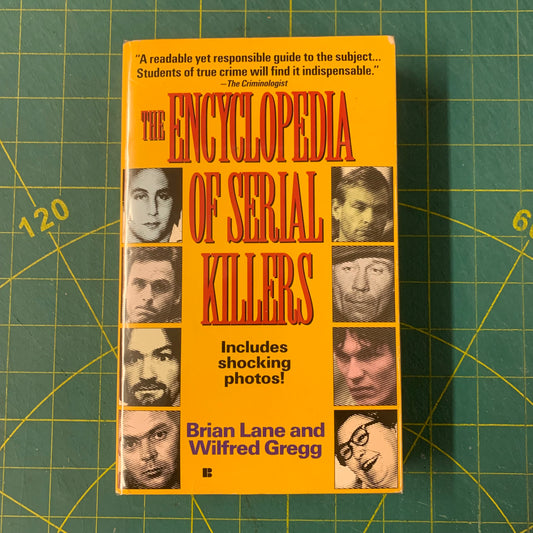 "A readable yet responsible guide to the subject...
Students of true crime will find it indispensable."
—The Criminologist
THE ENCYCLOPEDIA
OF SERIAL
KILLERS
Includes
shocking
photos!
Brian Lane and
Wilfred Gregg
B
120
60